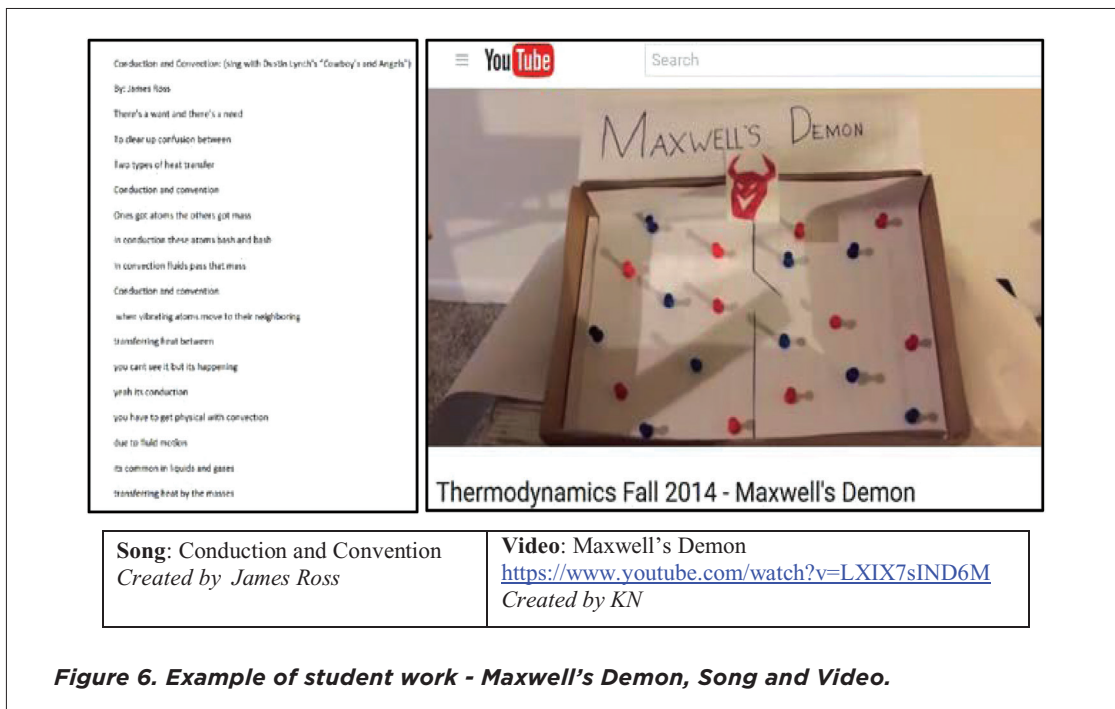 Conduction and Convection: (sing with Dustin Lynch's "Cowboy's and Angels")
By: James Ross
There's a want and there's a need
To clear up confusion between
Two types of heat transfer
Conduction and convention
Ones got atoms the others got mass
In conduction these atoms bash and bash
In convection fluids pass that mass
Conduction and convention
when vibrating atoms move to their neighboring
transferring heat between
you cant see it but its happening
yeah its conduction
you have to get physical with convection
due to fluid motion
its common in liquids and gases
transferring heat by the masses
YouTube
Search
MAXWELL'S DEMON
Thermodynamics Fall 2014 - Maxwell's Demon
Song: Conduction and Convention
Created by James Ross
Video: Maxwell's Demon
https://www.youtube.com/watch?v=LXIX7sIND6M
Created by KN
Figure 6. Example of student work - Maxwell's Demon, Song and Video.